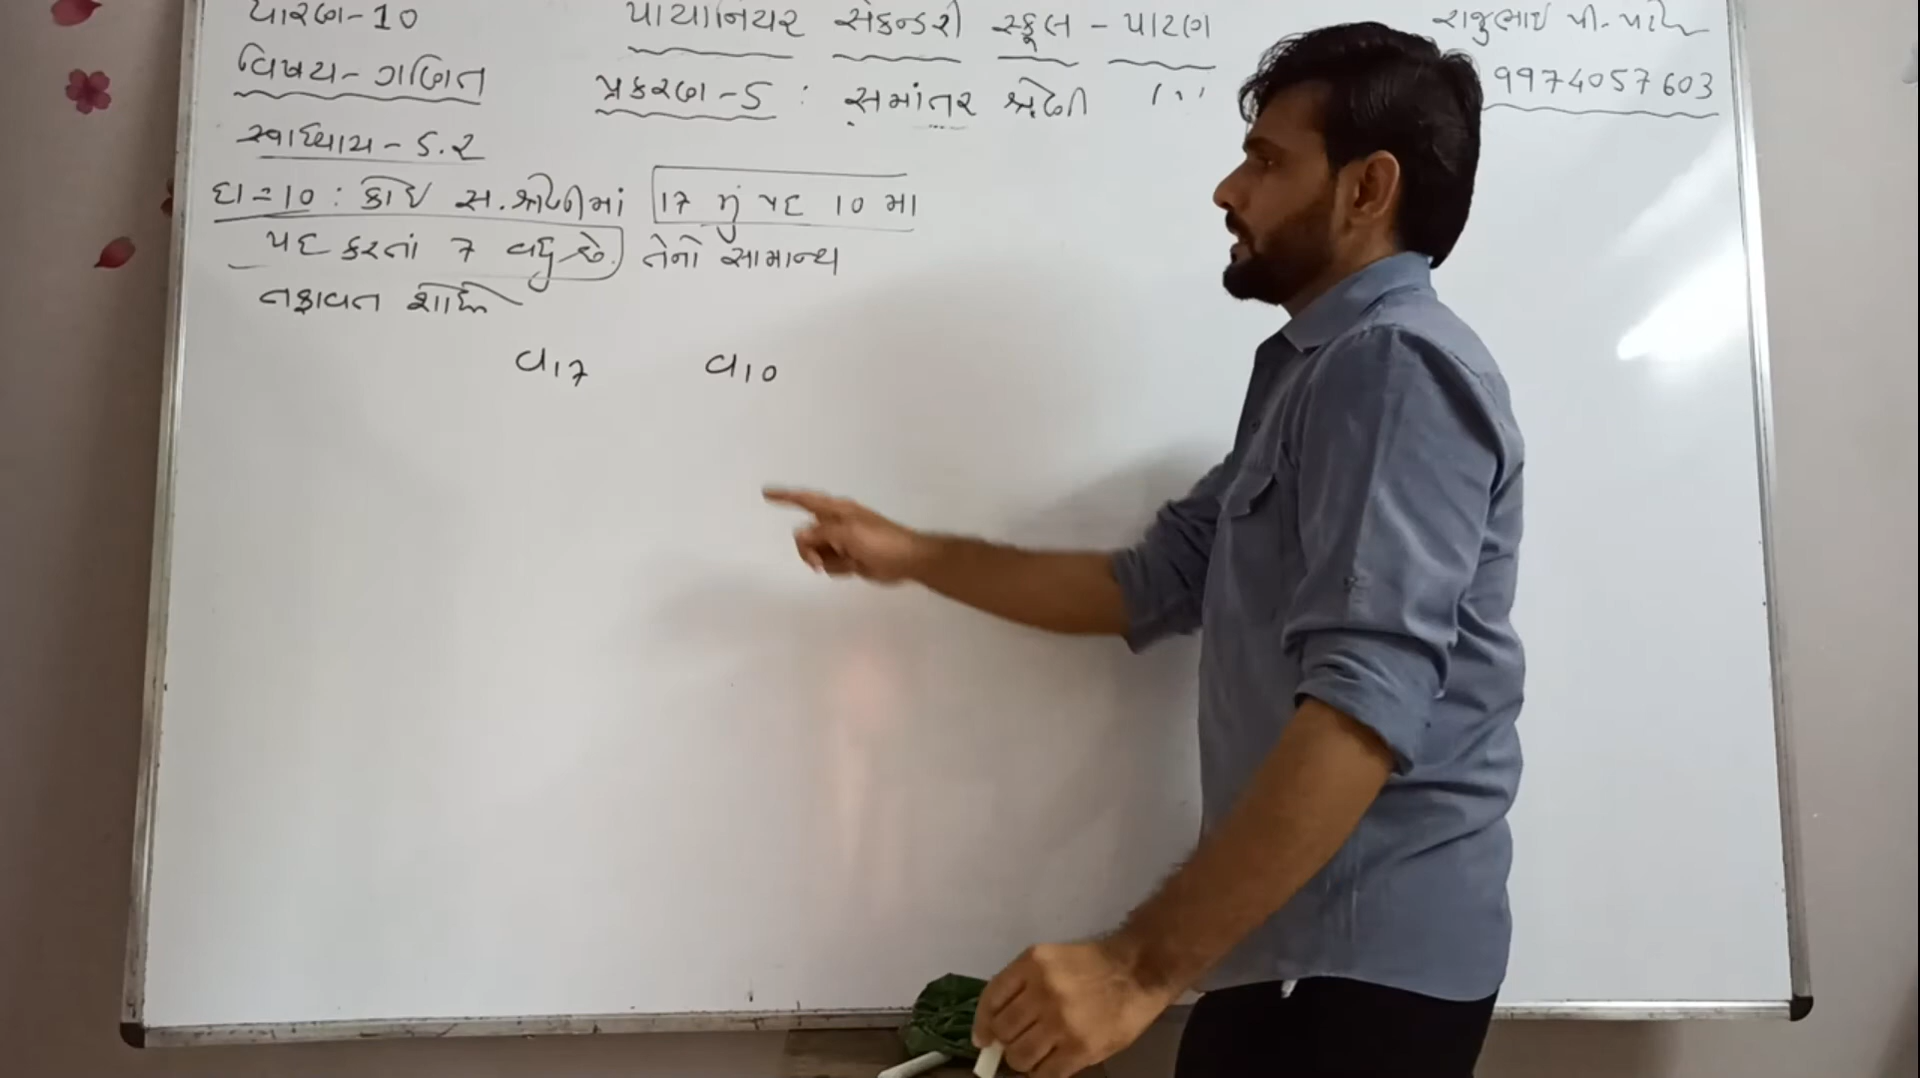 ધોરણ-10
પાયોનિયર સેકન્ડરી સ્કૂલ - પાટણ
રાજુભાઇ પી. પટેલ
વિષય- ગણિત
પ્રકરણ-5 : સમાંતર શ્રેણી
9974057603
સ્વાધ્યાય - 5.2
દા=10 : કોઇ સ.શ્રેણીમાં 17 મું પદ 10 મા
પદ કરતાં 7 વધુ છે. તેનો સામાન્ય
તફાવત શોધો
a17 a10